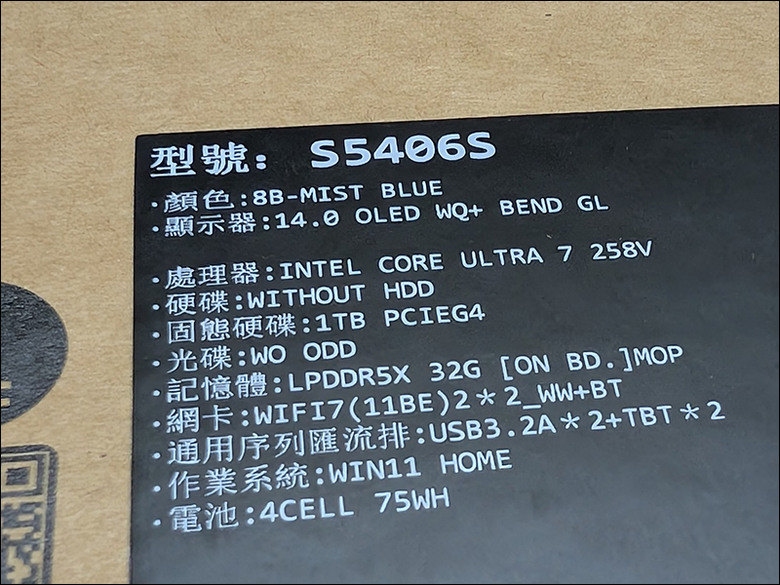 型號: S5406S
·顏色:8B-MIST BLUE
·顯示器:14.0 OLED WQ+ BEND GL
·處理器:INTEL CORE ULTRA 7 258V
·硬碟:WITHOUT HDD
·固態硬碟:1TB PCIEG4
·光碟:WO ODD
·記憶體:LPDDR5X 32G [ON BD.]MOP
·網卡:WIFI7(11BE)2*2_WW+BT
·通用序列匯流排:USB3.2A*2+TBT*2
·作業系統:WIN11 HOME
·電池:4CELL 75WH